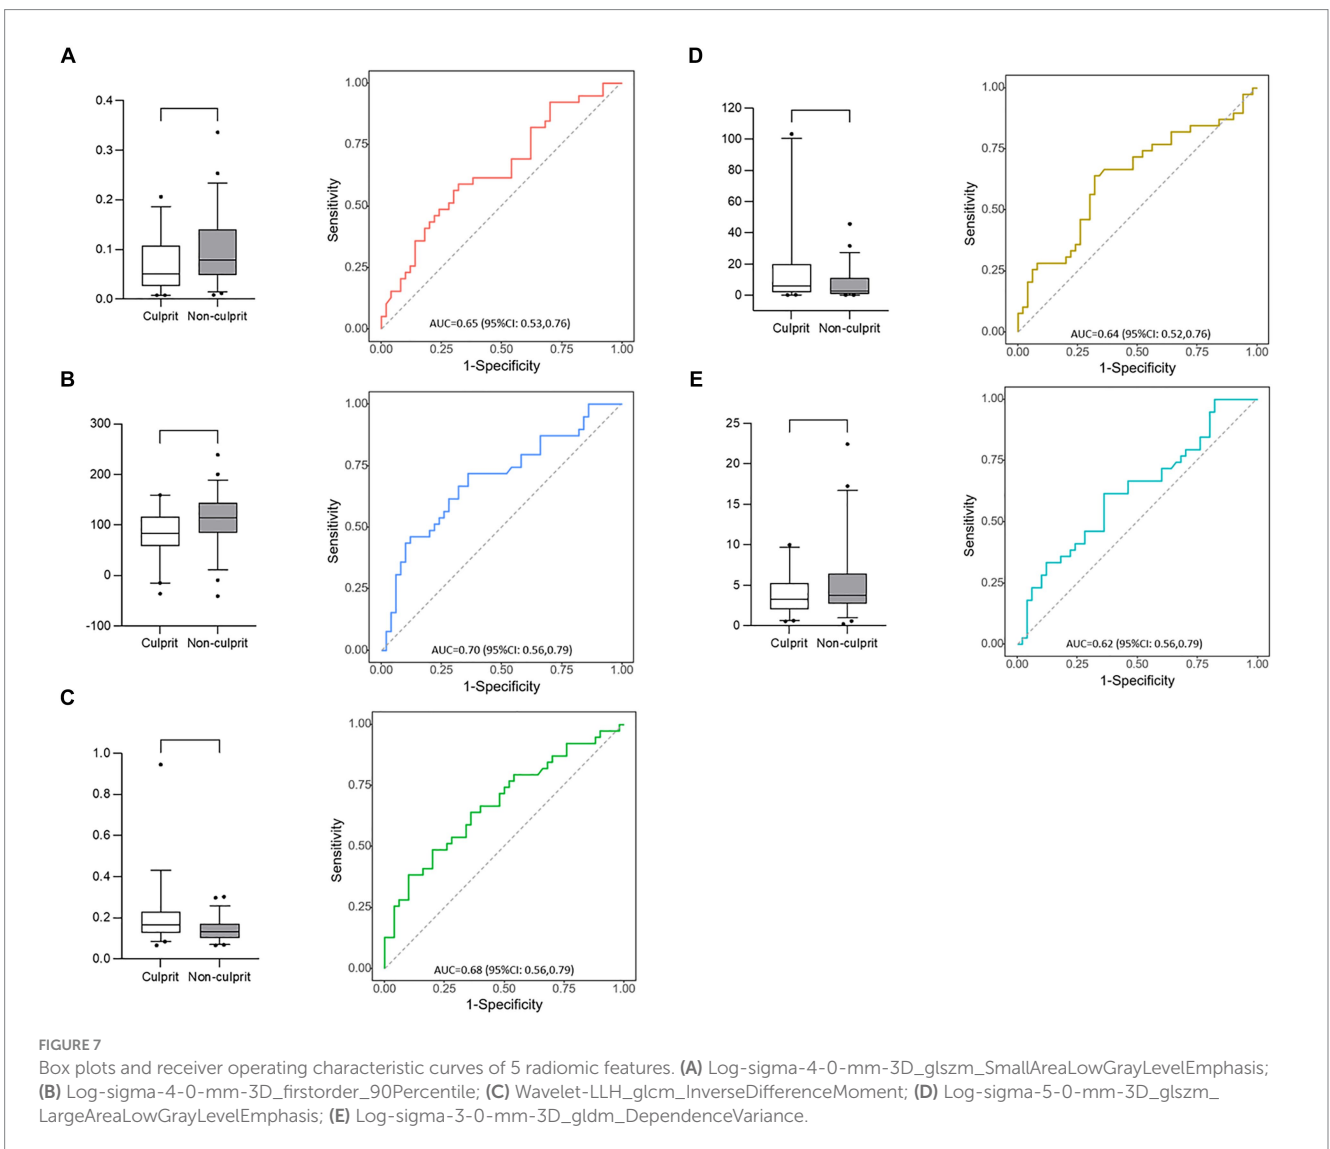 A
0.4
0.3
0.2
0.1
0.0
Culprit
Non-culprit
Sensitivity
1.00
0.75
0.50
0.25
0.00
AUC=0.65 (95%CI: 0.53,0.76)
0.00
0.25
0.50
0.75
1.00
1-Specificity
B
300
200
100
0
-100
Culprit
Non-culprit
Sensitivity
1.00
0.75
0.50
0.25
0.00
AUC=0.70 (95%CI: 0.56,0.79)
0.00
0.25
0.50
0.75
1.00
1-Specificity
C
1.0
0.8
0.6
0.4
0.2
0.0
Culprit
Non-culprit
Sensitivity
1.00
0.75
0.50
0.25
0.00
AUC=0.68 (95%CI: 0.56,0.79)
0.00
0.25
0.50
0.75
1.00
1-Specificity
D
120
100
80
60
40
20
0
Culprit
Non-culprit
Sensitivity
1.00
0.75
0.50
0.25
0.00
AUC=0.64 (95%CI: 0.52,0.76)
0.00
0.25
0.50
0.75
1.00
1-Specificity
E
25
20
15
10
5
0
Culprit
Non-culprit
Sensitivity
1.00
0.75
0.50
0.25
0.00
AUC=0.62 (95%CI: 0.56,0.79)
0.00
0.25
0.50
0.75
1.00
1-Specificity
FIGURE 7
Box plots and receiver operating characteristic curves of 5 radiomic features. (A) Log-sigma-4-0-mm-3D_glszm_SmallAreaLowGrayLevelEmphasis;
(B) Log-sigma-4-0-mm-3D_firstorder_90Percentile; (C) Wavelet-LLH_glcm_InverseDifferenceMoment; (D) Log-sigma-5-0-mm-3D_glszm_
LargeAreaLowGrayLevelEmphasis; (E) Log-sigma-3-0-mm-3D_gldm_DependenceVariance.